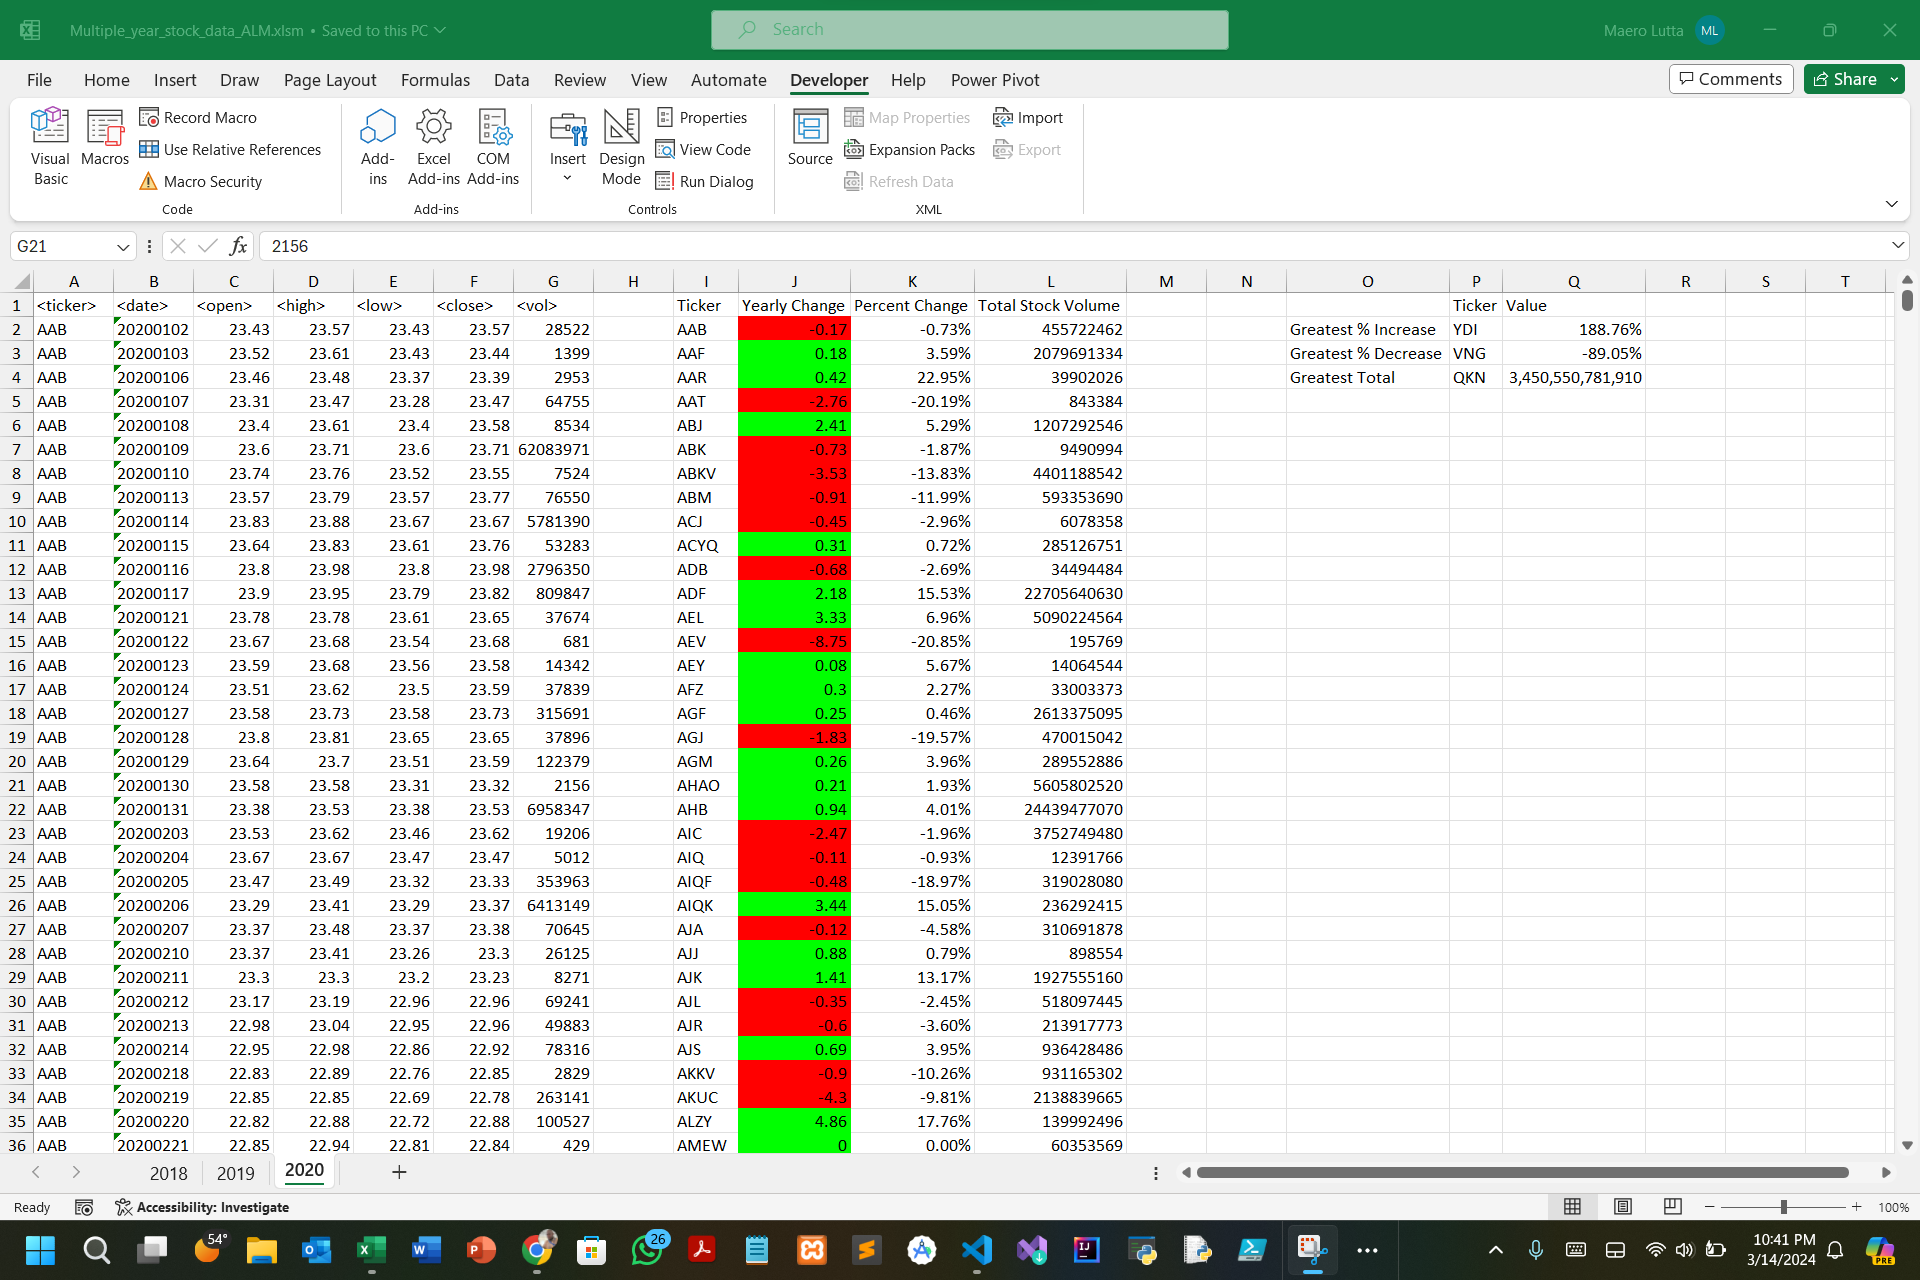 Multiple_year_stock_data_ALM.xlsm • Saved to this PC
Search
Maero Lutta ML
File Home Insert Draw Page Layout Formulas Data Review View Automate Developer Help Power Pivot
Comments Share
Visual Basic
Macros
Record Macro
Use Relative References
Macro Security
Code
Add-ins
Excel Add-ins
COM Add-ins
Add-ins
Insert
Design Mode
Properties
View Code
Run Dialog
Controls
Source
Map Properties
Expansion Packs
Refresh Data
Import
Export
XML
G21 fx 2156
A B C D E F G H I J K L M N O P Q R S T
1 <ticker> <date> <open> <high> <low> <close> <vol> Ticker Yearly Change Percent Change Total Stock Volume Ticker Value
2 AAB 20200102 23.43 23.57 23.43 23.57 28522 AAB -0.17 -0.73% 455722462 Greatest % Increase YDI 188.76%
3 AAB 20200103 23.52 23.61 23.43 23.44 1399 AAF 0.18 3.59% 2079691334 Greatest % Decrease VNG -89.05%
4 AAB 20200106 23.46 23.48 23.37 23.39 2953 AAR 0.42 22.95% 39902026 Greatest Total QKN 3,450,550,781,910
5 AAB 20200107 23.31 23.47 23.28 23.47 64755 AAT -2.76 -20.19% 843384
6 AAB 20200108 23.4 23.61 23.4 23.58 8534 ABJ 2.41 5.29% 1207292546
7 AAB 20200109 23.6 23.71 23.6 23.71 62083971 ABK -0.73 -1.87% 9490994
8 AAB 20200110 23.74 23.76 23.52 23.55 7524 ABKV -3.53 -13.83% 4401188542
9 AAB 20200113 23.57 23.79 23.57 23.77 76550 ABM -0.91 -11.99% 593353690
10 AAB 20200114 23.83 23.88 23.67 23.67 5781390 ACJ -0.45 -2.96% 6078358
11 AAB 20200115 23.64 23.83 23.61 23.76 53283 ACYQ 0.31 0.72% 285126751
12 AAB 20200116 23.8 23.98 23.8 23.98 2796350 ADB -0.68 -2.69% 34494484
13 AAB 20200117 23.9 23.95 23.79 23.82 809847 ADF 2.18 15.53% 22705640630
14 AAB 20200121 23.78 23.78 23.61 23.65 37674 AEL 3.33 6.96% 5090224564
15 AAB 20200122 23.67 23.68 23.54 23.68 681 AEV -8.75 -20.85% 195769
16 AAB 20200123 23.59 23.68 23.56 23.58 14342 AEY 0.08 5.67% 14064544
17 AAB 20200124 23.51 23.62 23.5 23.59 37839 AFZ 0.3 2.27% 33003373
18 AAB 20200127 23.58 23.73 23.58 23.73 315691 AGF 0.25 0.46% 2613375095
19 AAB 20200128 23.8 23.81 23.65 23.65 37896 AGJ -1.83 -19.57% 470015042
20 AAB 20200129 23.64 23.7 23.51 23.59 122379 AGM 0.26 3.96% 289552886
21 AAB 20200130 23.58 23.58 23.31 23.32 2156 AHAO 0.21 1.93% 5605802520
22 AAB 20200131 23.38 23.53 23.38 23.53 6958347 AHB 0.94 4.01% 24439477070
23 AAB 20200203 23.53 23.62 23.46 23.62 19206 AIC -2.47 -1.96% 3752749480
24 AAB 20200204 23.67 23.67 23.47 23.47 5012 AIQ -0.11 -0.93% 12391766
25 AAB 20200205 23.47 23.49 23.32 23.33 353963 AIQF -0.48 -18.97% 319028080
26 AAB 20200206 23.29 23.41 23.29 23.37 6413149 AIQK 3.44 15.05% 236292415
27 AAB 20200207 23.37 23.48 23.37 23.38 70645 AJA -0.12 -4.58% 310691878
28 AAB 20200210 23.37 23.41 23.26 23.3 26125 AJJ 0.88 0.79% 898554
29 AAB 20200211 23.3 23.3 23.2 23.23 8271 AJK 1.41 13.17% 1927555160
30 AAB 20200212 23.17 23.19 22.96 22.96 69241 AJL -0.35 -2.45% 518097445
31 AAB 20200213 22.98 23.04 22.95 22.96 49883 AJR -0.6 -3.60% 213917773
32 AAB 20200214 22.95 22.98 22.86 22.92 78316 AJS 0.69 3.95% 936428486
33 AAB 20200218 22.83 22.89 22.76 22.85 2829 AKKV -0.9 -10.26% 931165302
34 AAB 20200219 22.85 22.85 22.69 22.78 263141 AKUC -4.3 -9.81% 2138839665
35 AAB 20200220 22.82 22.88 22.72 22.88 100527 ALZY 4.86 17.76% 139992496
36 AAB 20200221 22.85 22.94 22.81 22.84 429 AMEW 0 0.00% 60353569
2018 2019 2020
Ready Accessibility: Investigate 100%
54° 26 10:41 PM
3/14/2024
PRE